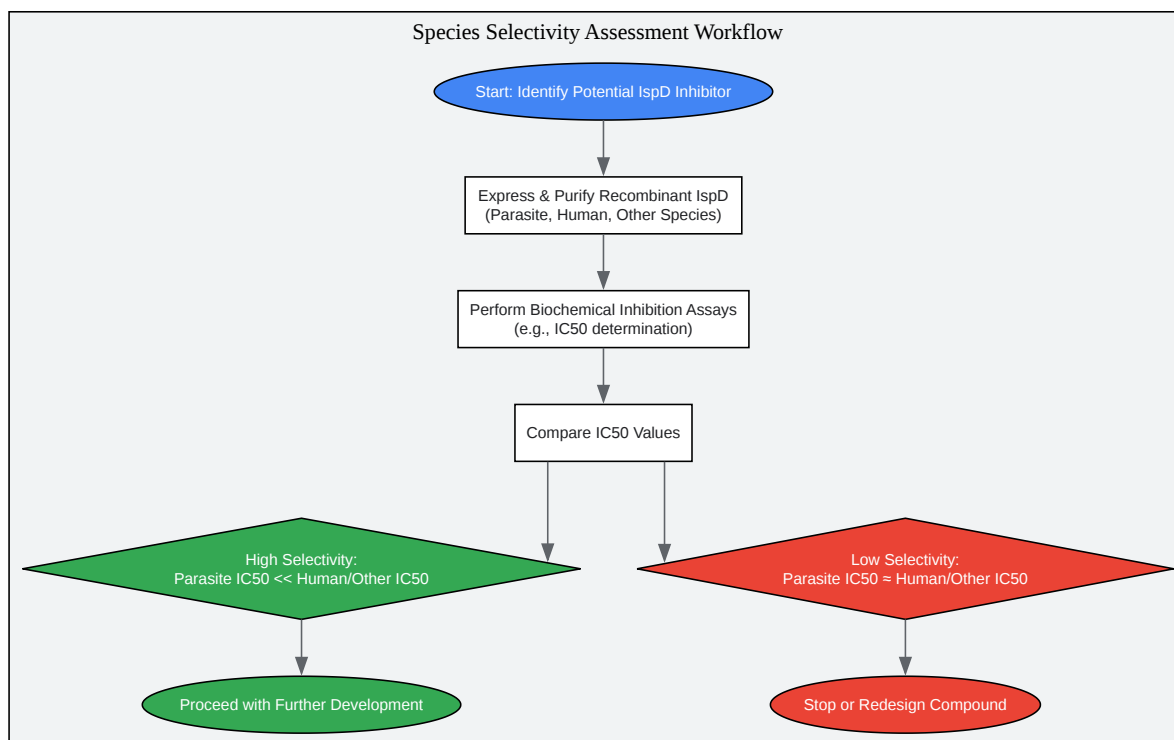 Species Selectivity Assessment Workflow
Start: Identify Potential IspD Inhibitor
Express & Purify Recombinant IspD
(Parasite, Human, Other Species)
Perform Biochemical Inhibition Assays
(e.g., IC50 determination)
Compare IC50 Values
High Selectivity:
Parasite IC50 << Human/Other IC50
Low Selectivity:
Parasite IC50 ≈ Human/Other IC50
Proceed with Further Development
Stop or Redesign Compound